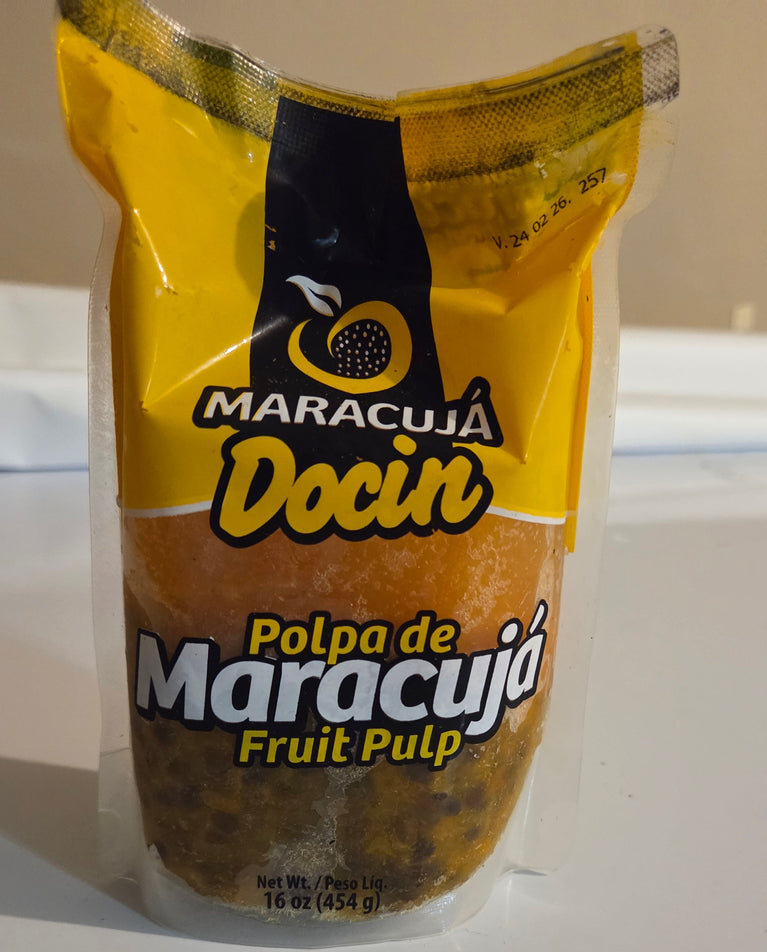 V. 24 02 26. 257
MARACUJÁ
Docin
Polpa de
Maracujá
Fruit Pulp
Net Wt. / Peso Liq.
16 oz (454 g)